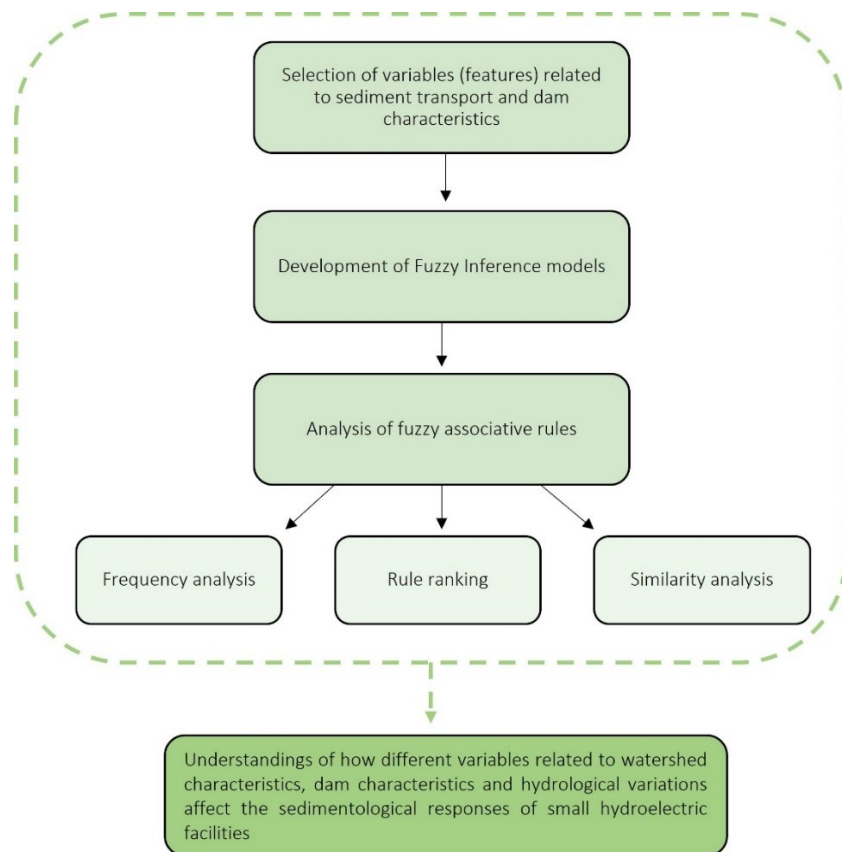 Selection of variables (features) related
to sediment transport and dam
characteristics
Development of Fuzzy Inference models
Analysis of fuzzy associative rules
Frequency analysis
Rule ranking
Similarity analysis
Understandings of how different variables related to watershed
characteristics, dam characteristics and hydrological variations
affect the sedimentological responses of small hydroelectric
facilities